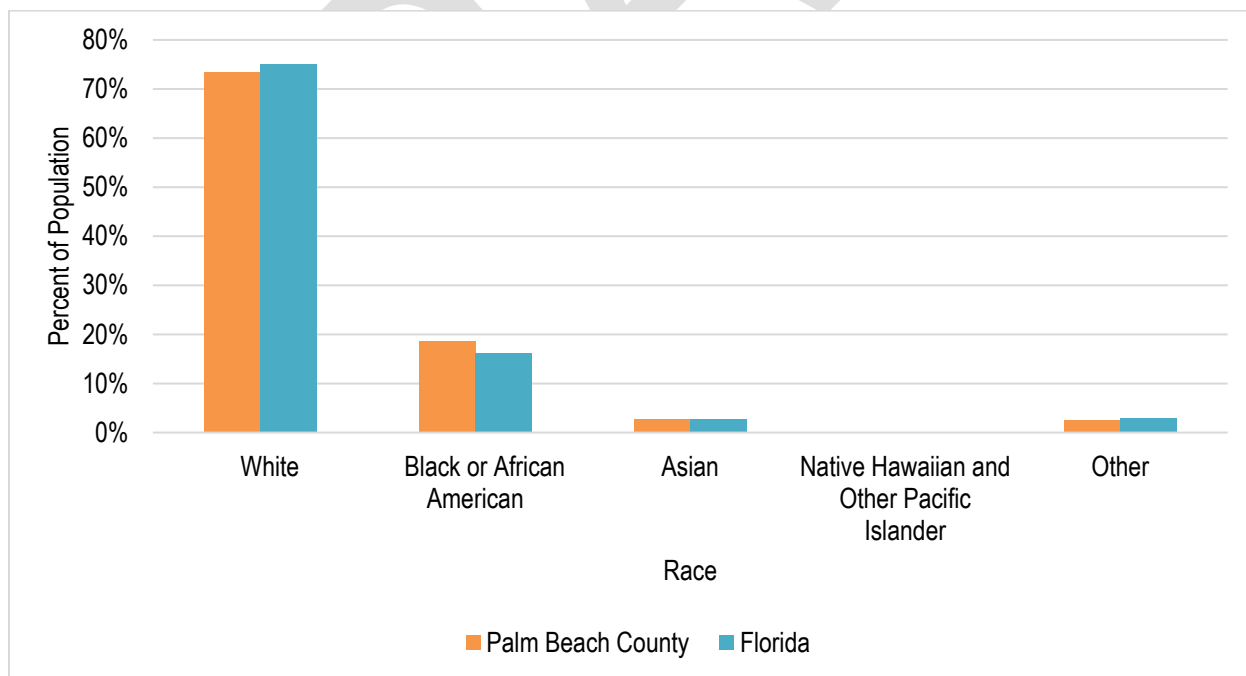 80%
70%
60%
50%
40%
30%
20%
10%
0%
Percent of Population
White
Black or African
American
Asian
Native Hawaiian and
Other Pacific
Islander
Other
Race
Palm Beach County
Florida